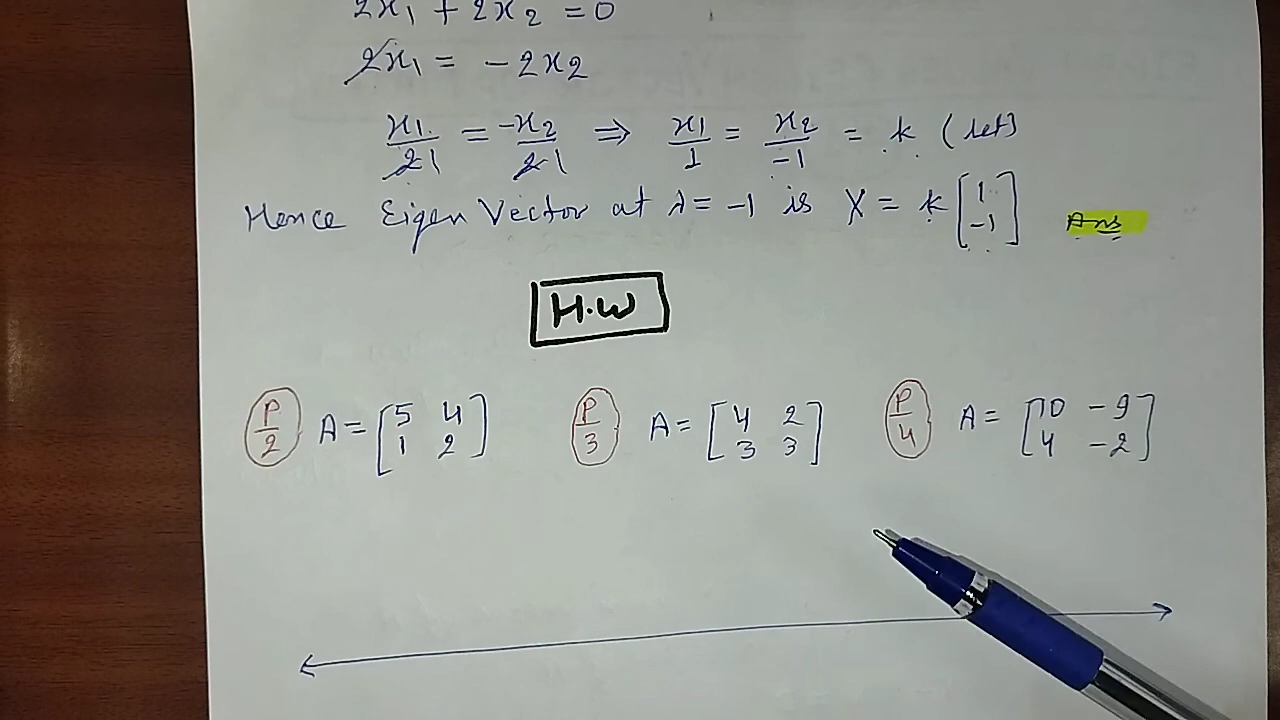 2x₁ + 2x₂ = 0
2x₁ = - 2x₂
x₁/21 = -x₂/21 ⇒ x₁/1 = x₂/-1 = k (let)
Hence Eigen Vector at λ = -1 is X = k [1 -1] Ans
H.W
P/2 A = [5 4 P/3 A = [4 2 P/4 A = [10 -9
1 2] 3 3] 4 -2]